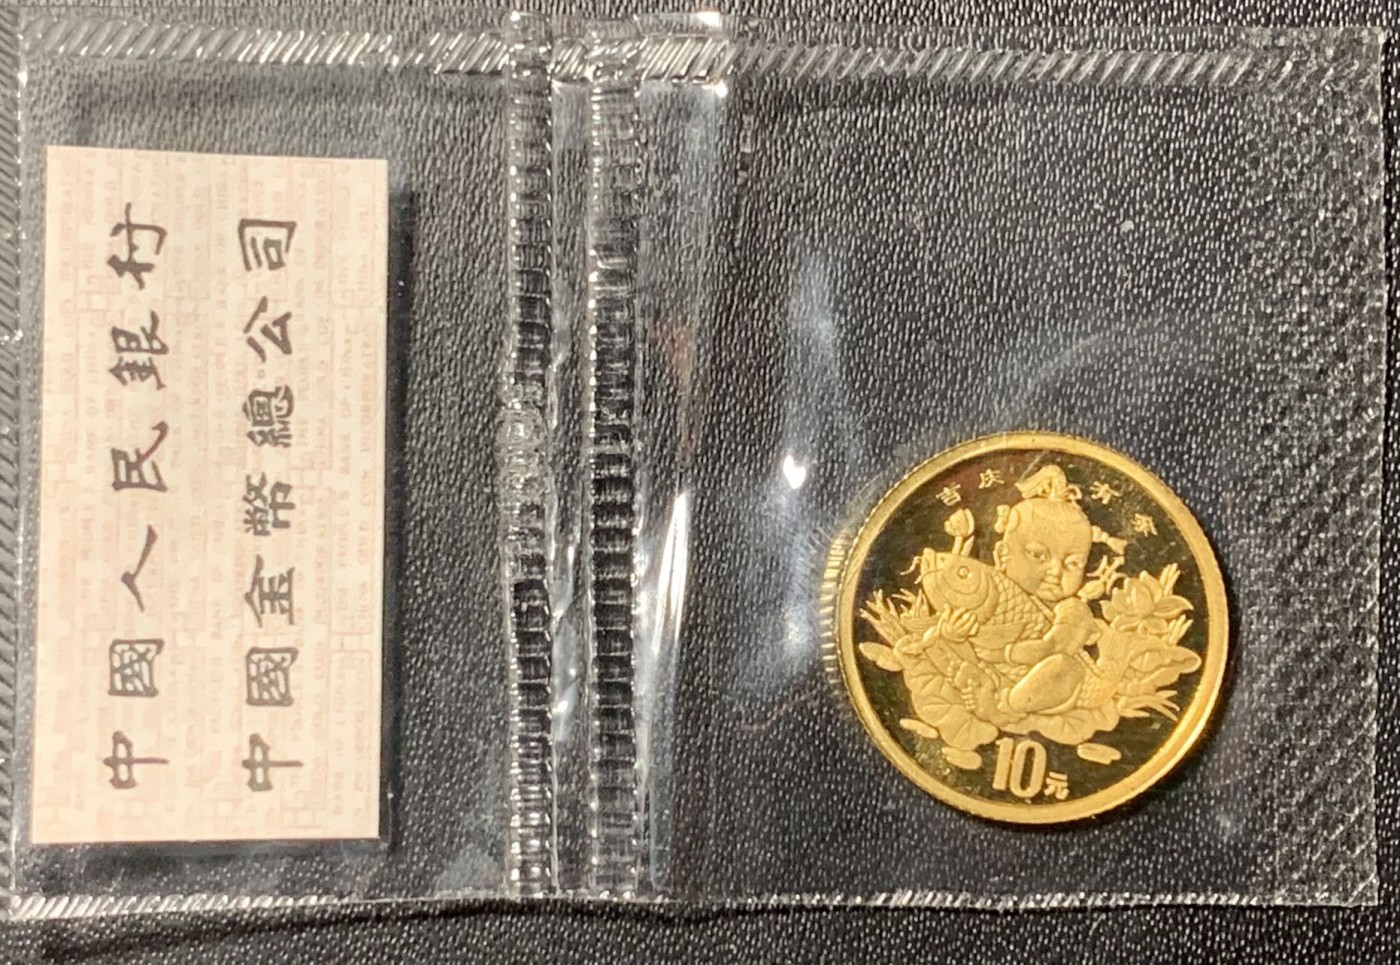 中國人民銀行
中國金幣總公司
吉庆有余
10元